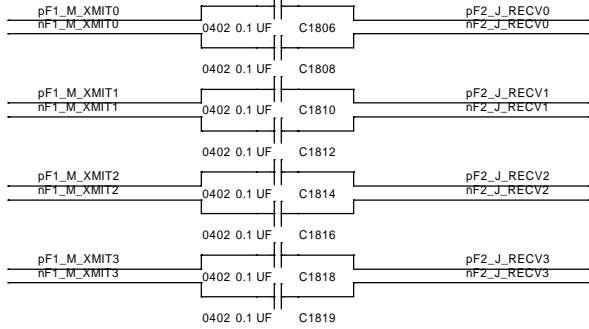 pF1_M_XMIT0 pF2_J_RECV0
nF1_M_XMIT0 nF2_J_RECV0
0402 0.1 UF C1806
0402 0.1 UF C1808
pF1_M_XMIT1 pF2_J_RECV1
nF1_M_XMIT1 nF2_J_RECV1
0402 0.1 UF C1810
0402 0.1 UF C1812
pF1_M_XMIT2 pF2_J_RECV2
nF1_M_XMIT2 nF2_J_RECV2
0402 0.1 UF C1814
0402 0.1 UF C1816
pF1_M_XMIT3 pF2_J_RECV3
nF1_M_XMIT3 nF2_J_RECV3
0402 0.1 UF C1818
0402 0.1 UF C1819